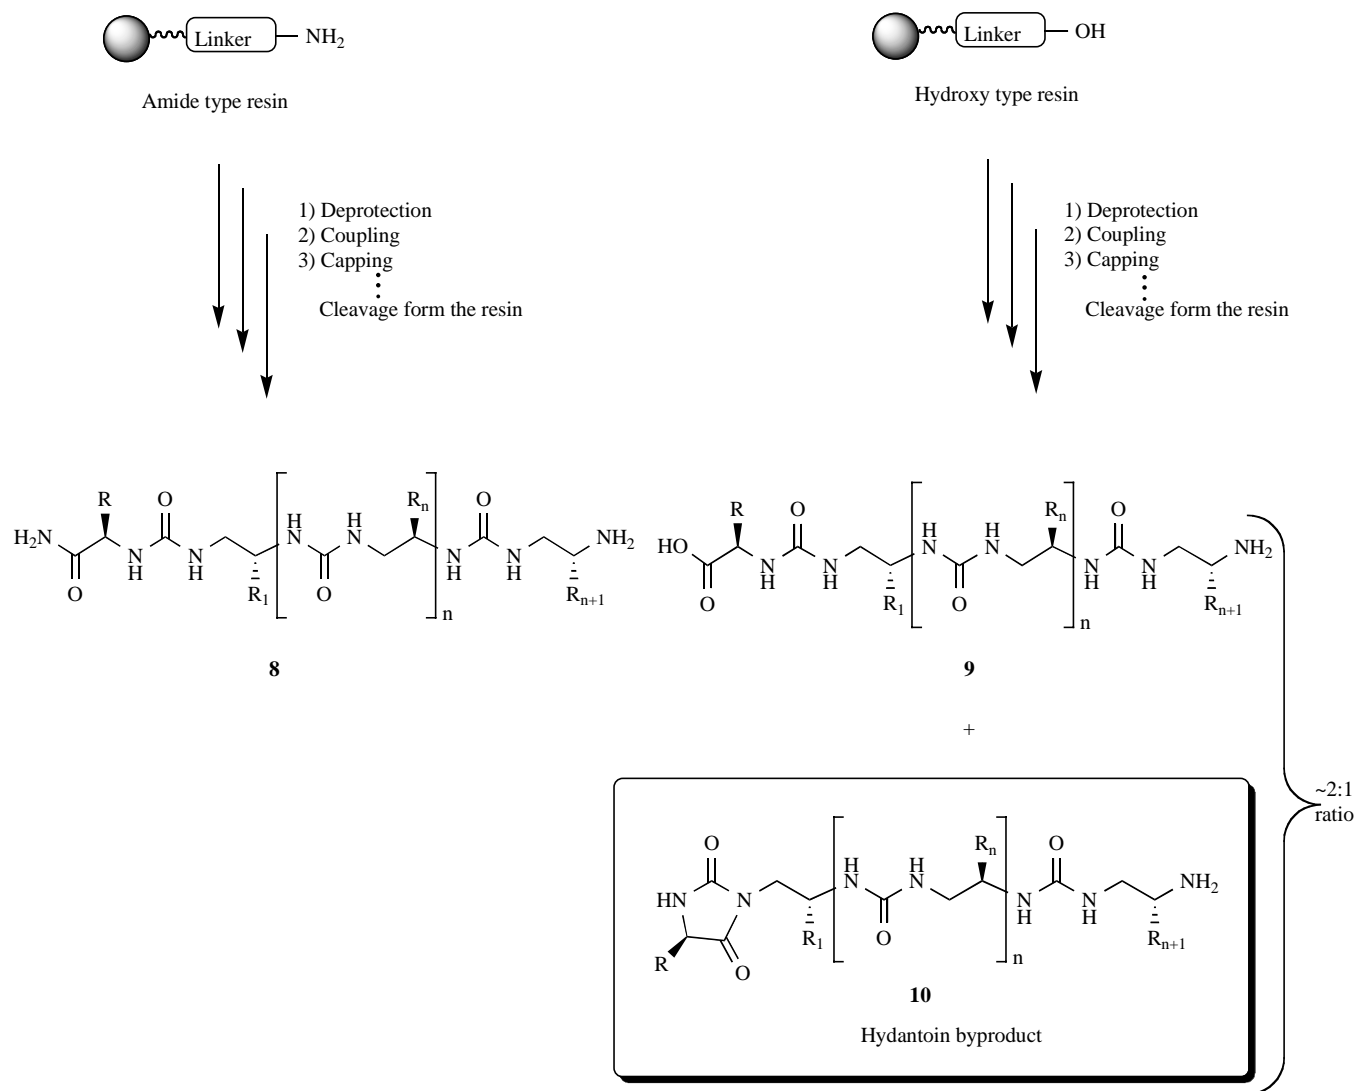 Linker
NH2
Amide type resin
1) Deprotection
2) Coupling
3) Capping
Cleavage form the resin
Linker
OH
Hydroxy type resin
1) Deprotection
2) Coupling
3) Capping
Cleavage form the resin
R O H H Rn O
H2N N N N N N N NH2
O H H R1 O n H H Rn+1
8
R O H H Rn O
HO N N N N N N NH2
O H H R1 O n H H Rn+1
9
+
~2:1
ratio
O H H Rn O
HN N N N N N NH2
R O R1 O n H H Rn+1
10
Hydantoin byproduct